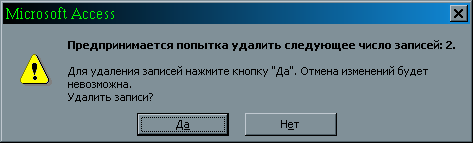 Microsoft Access
Предпринимается попытка удалить следующее число записей: 2.
Для удаления записей нажмите кнопку "Да". Отмена изменений будет
невозможна.
Удалить записи?
Да
Нет